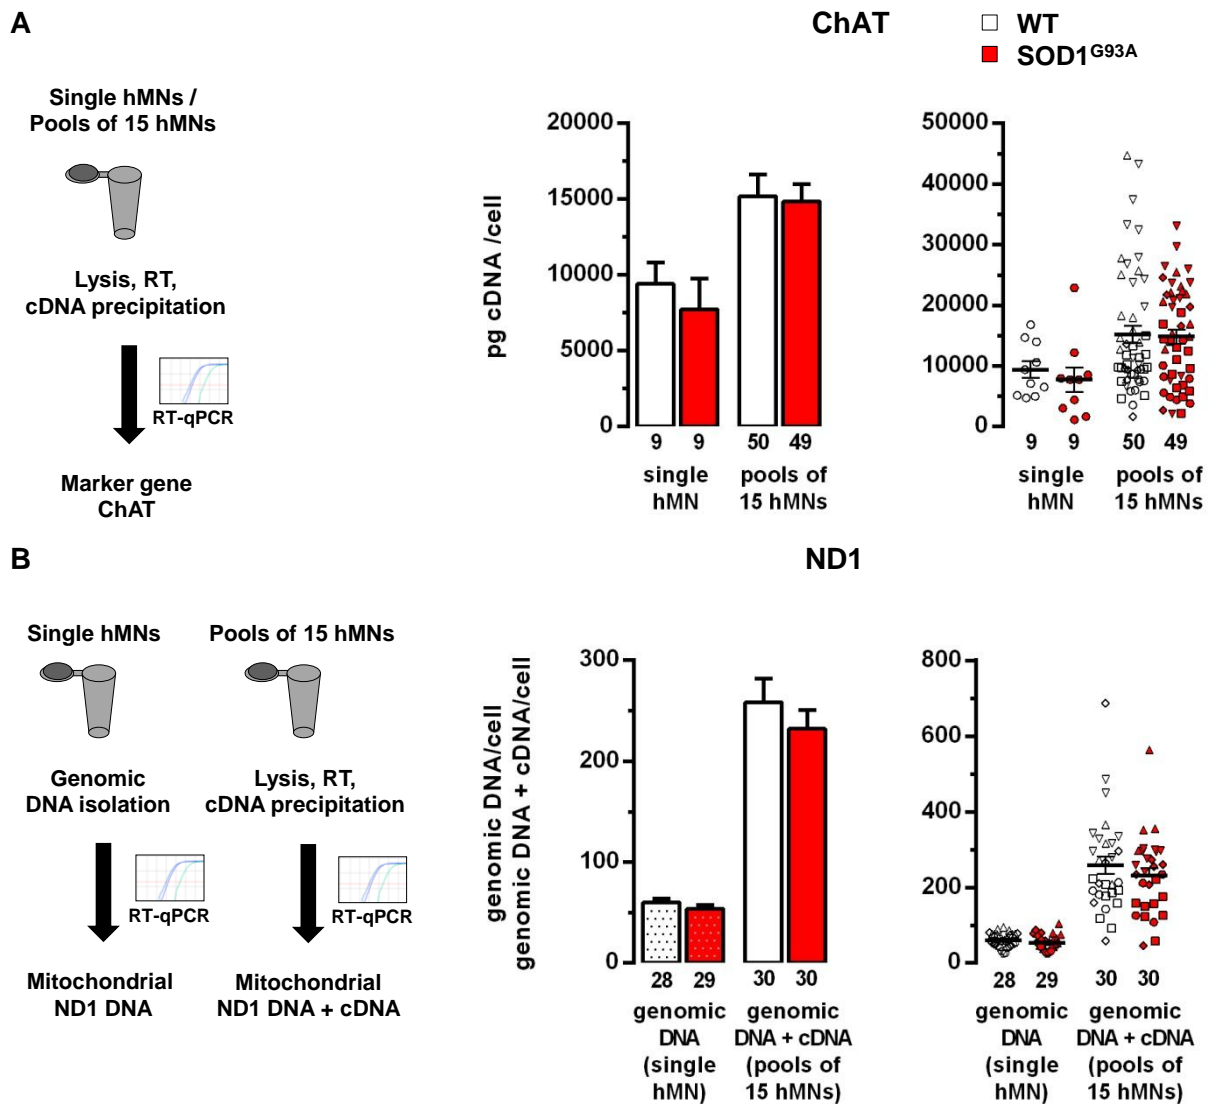 A
ChAT
WT
SOD1G93A
Single hMNs /
Pools of 15 hMNs
Lysis, RT,
cDNA precipitation
RT-qPCR
Marker gene
ChAT
pg cDNA /cell
20000
15000
10000
5000
0
9 9 50 49
single pools of
hMN 15 hMNs
50000
40000
30000
20000
10000
0
9 9 50 49
single pools of
hMN 15 hMNs
B
ND1
Single hMNs
Genomic
DNA isolation
RT-qPCR
Mitochondrial
ND1 DNA
Pools of 15 hMNs
Lysis, RT,
cDNA precipitation
RT-qPCR
Mitochondrial
ND1 DNA + cDNA
genomic DNA/cell
genomic DNA + cDNA/cell
300
200
100
0
28 29 30 30
genomic genomic
DNA DNA + cDNA
(single (pools of
hMN) 15 hMNs)
800
600
400
200
0
28 29 30 30
genomic genomic
DNA DNA + cDNA
(single (pools of
hMN) 15 hMNs)